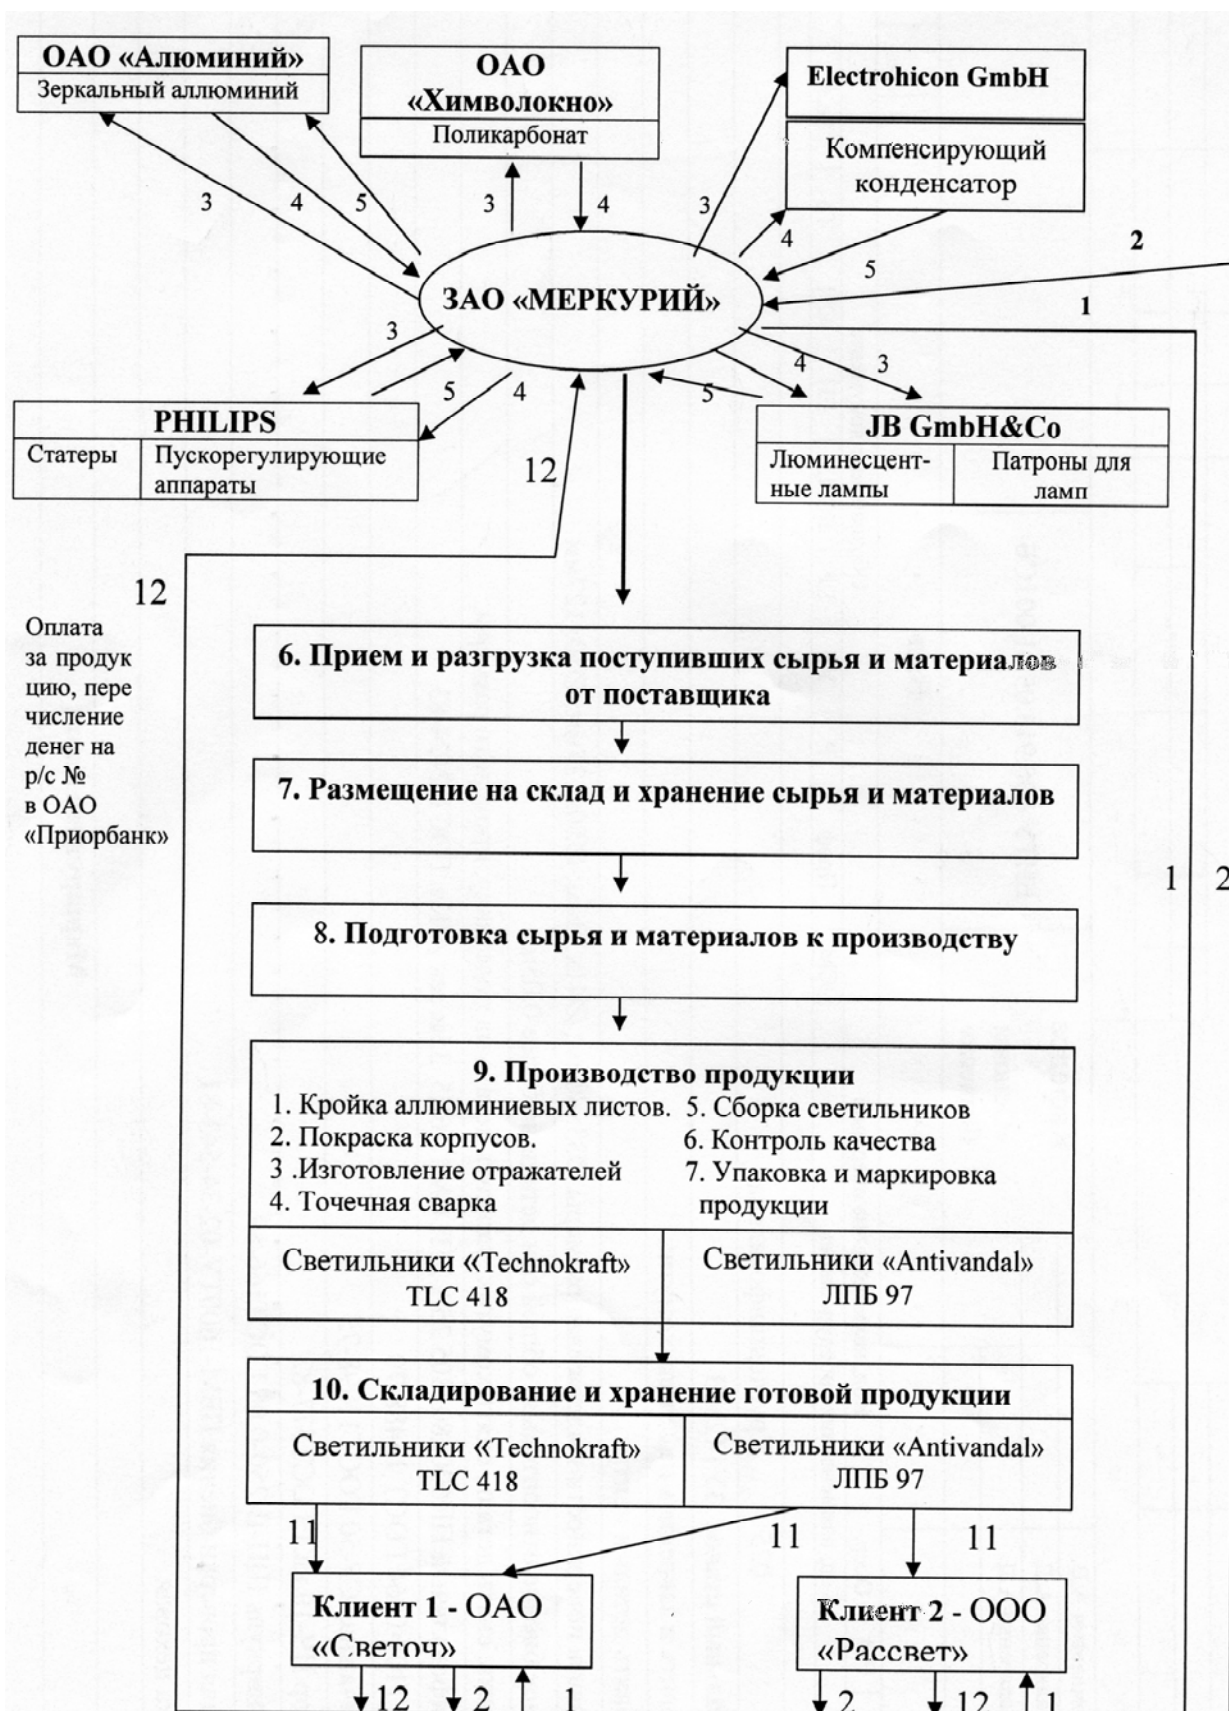 ОАО «Алюминий»
Зеркальный аллюминий
ОАО
«Химволокно»
Поликарбонат
Electrohicon GmbH
Компенсирующий
конденсатор
3
4
5
3
4
3
4
5
2
1
ЗАО «МЕРКУРИЙ»
3
5
4
4
3
5
PHILIPS
Статеры
Пускорегулирующие
аппараты
JB GmbH&Co
Люминесцент-
ные лампы
Патроны для
ламп
12
12
Оплата
за продук
цию, пере
числение
денег на
р/с №
в ОАО
«Приорбанк»
6. Прием и разгрузка поступивших сырья и материалов
от поставщика
7. Размещение на склад и хранение сырья и материалов
1
2
8. Подготовка сырья и материалов к производству
9. Производство продукции
1. Кройка аллюминиевых листов.
2. Покраска корпусов.
3 .Изготовление отражателей
4. Точечная сварка
5. Сборка светильников
6. Контроль качества
7. Упаковка и маркировка
продукции
Светильники «Technokraft»
TLC 418
Светильники «Antivandal»
ЛПБ 97
10. Складирование и хранение готовой продукции
Светильники «Technokraft»
TLC 418
Светильники «Antivandal»
ЛПБ 97
11
11
11
Клиент 1 - ОАО
«Светоч»
Клиент 2 - ООО
«Рассвет»
12
2
1
2
12
1